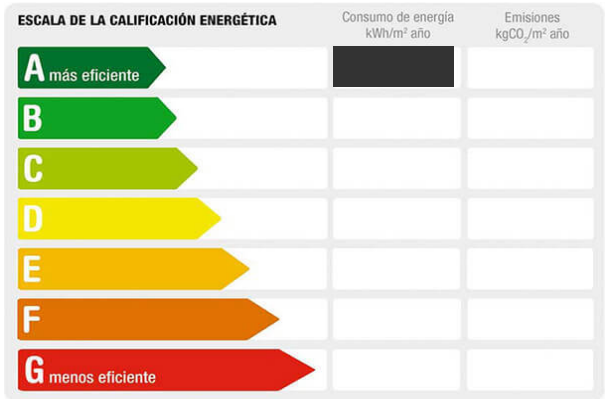 ESCALA DE LA CALIFICACIÓN ENERGÉTICA
Consumo de energía
kWh/m² año
Emisiones
kgCO₂/m² año
A más eficiente
B
C
D
E
F
G menos eficiente